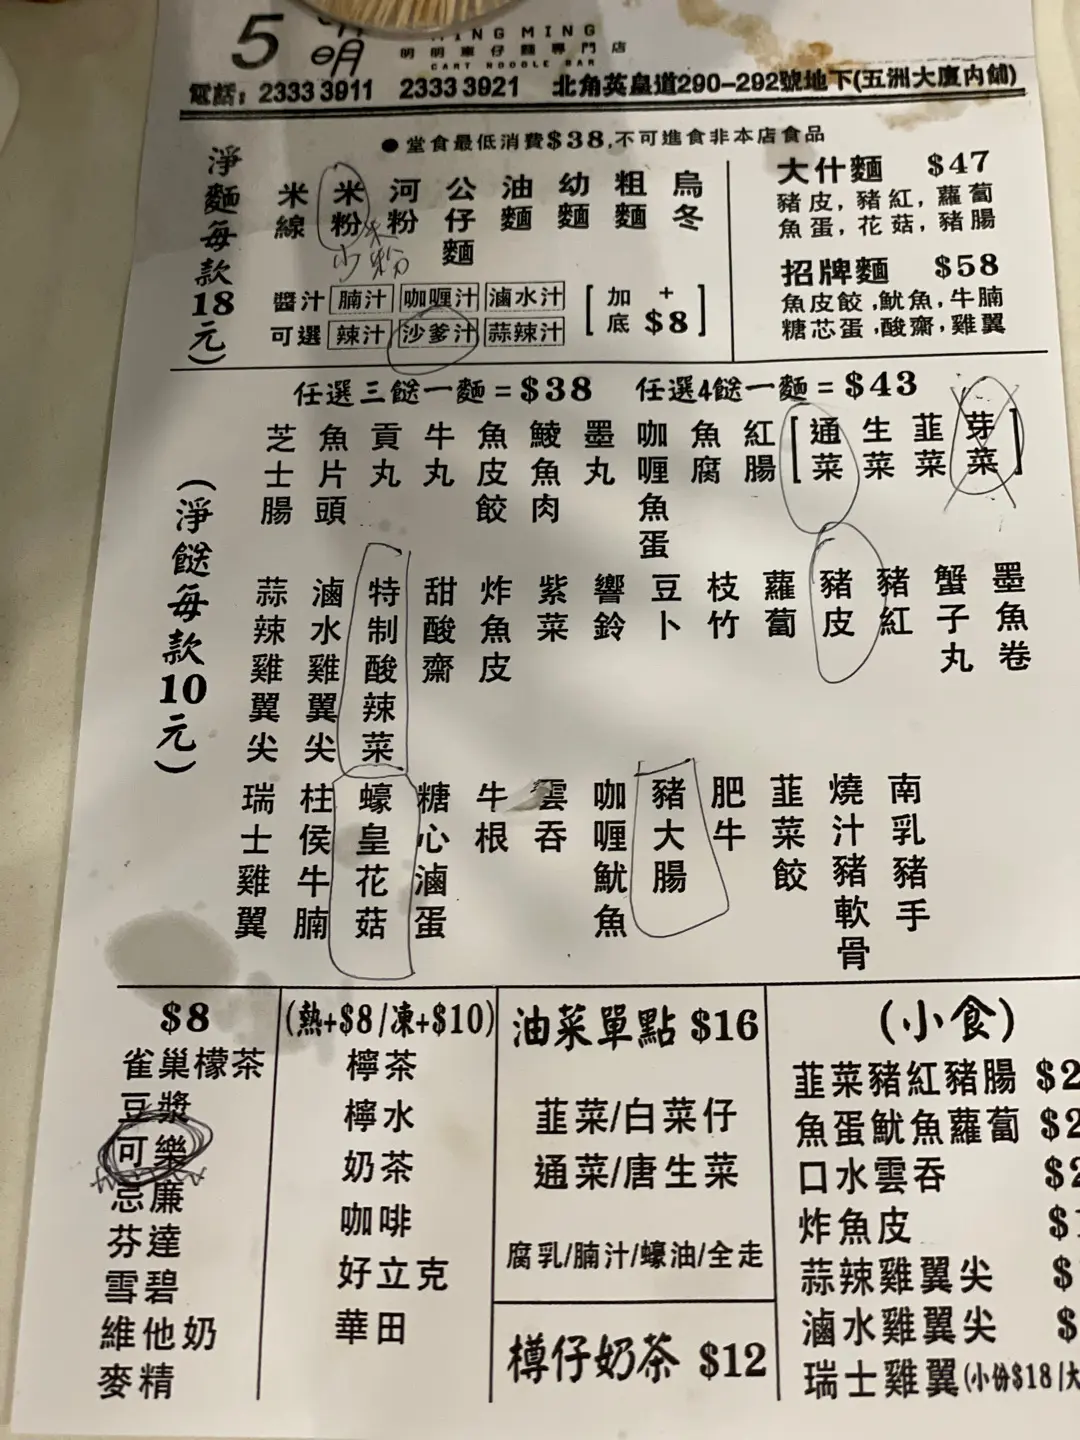 5 明明 MING MING
明明車仔麵專門店
CART NOODLE BAR
電話: 2333 3911 2333 3921 北角英皇道290-292號地下(五洲大廈內舖)
●堂食最低消費$38,不可進食非本店食品
淨麵每款18元)
米線 米粉 河粉 公仔麵 油麵 幼麵 粗麵 烏冬
米粉
少
醬汁可選
腩汁 咖喱汁 滷水汁
辣汁 沙爹汁 蒜辣汁
[加底 +$8]
大什麵 $47
豬皮,豬紅,蘿蔔
魚蛋,花菇,豬腸
招牌麵 $58
魚皮餃,魷魚,牛腩
糖芯蛋,酸齋,雞翼
任選三餸一麵=$38 任選4餸一麵=$43
(淨餸每款10元)
芝士腸 魚片頭 貢丸 牛丸 魚皮餃 鯪魚肉 墨丸 咖喱魚蛋 魚腐 紅腸 [通菜 生菜 韮菜 芽菜]
蒜辣雞翼尖 滷水雞翼尖 特制酸辣菜 甜酸齋 炸魚皮 紫菜 響鈴 豆卜 枝竹 蘿蔔 豬皮 豬紅 蟹子丸 墨魚卷
瑞士雞翼 柱侯牛腩 蠔皇花菇 糖心滷蛋 牛根 雲吞 咖喱魷魚 豬大腸 肥牛 韮菜餃 燒汁豬軟骨 南乳豬手
$8
雀巢檬茶
豆漿
可樂
忌廉
芬達
雪碧
維他奶
麥精
(熱+$8/凍+$10)
檸茶
檸水
奶茶
咖啡
好立克
華田
油菜單點 $16
韮菜/白菜仔
通菜/唐生菜
腐乳/腩汁/蠔油/全走
樽仔奶茶 $12
(小食)
韮菜豬紅豬腸 $2
魚蛋魷魚蘿蔔 $2
口水雲吞 $2
炸魚皮 $1
蒜辣雞翼尖 $
滷水雞翼尖 $
瑞士雞翼(小份$18/大